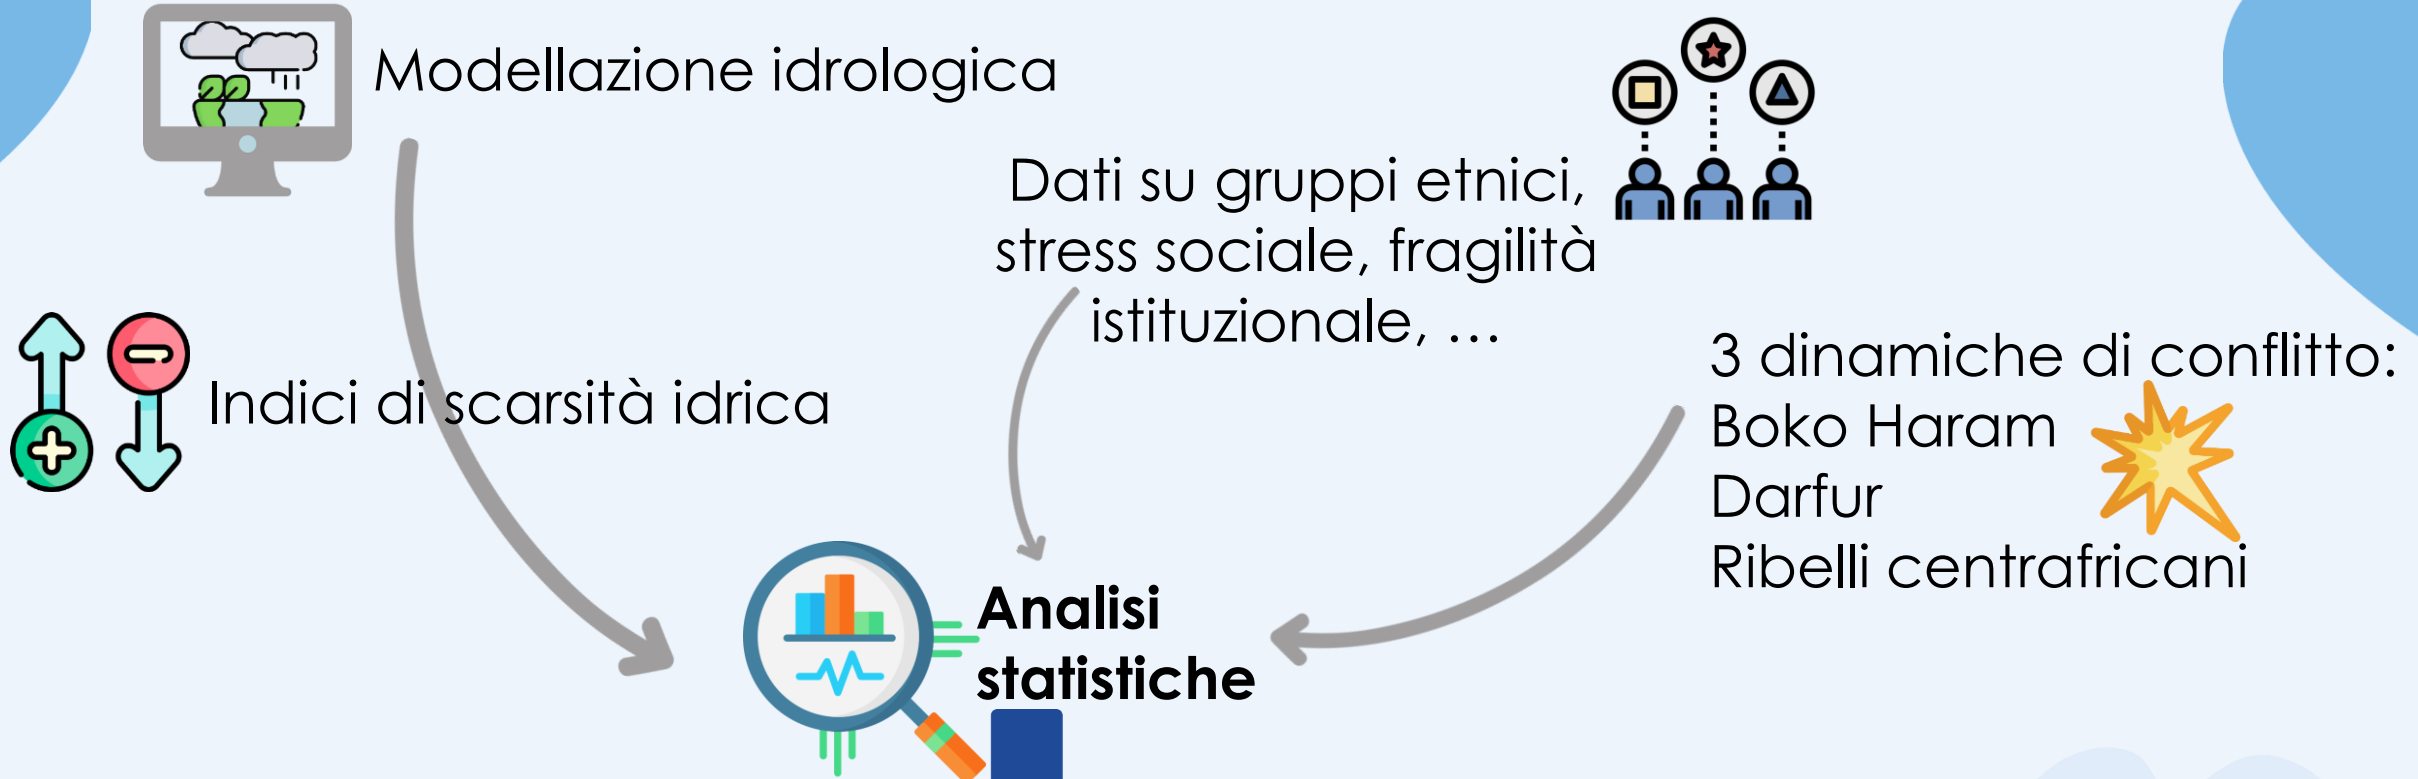 Modellazione idrologica
Indici di scarsità idrica
Dati su gruppi etnici,
stress sociale, fragilità
istituzionale, …
3 dinamiche di conflitto:
Boko Haram
Darfur
Ribelli centrafricani
Analisi
statistiche